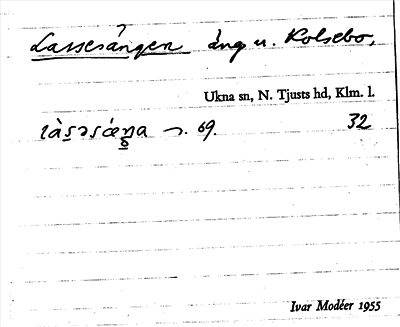 Lassesängen äng u. Kolsebo,
Ukna sn, N. Tjusts hd, Klm. l.
69. 32
Ivar Modéer 1955